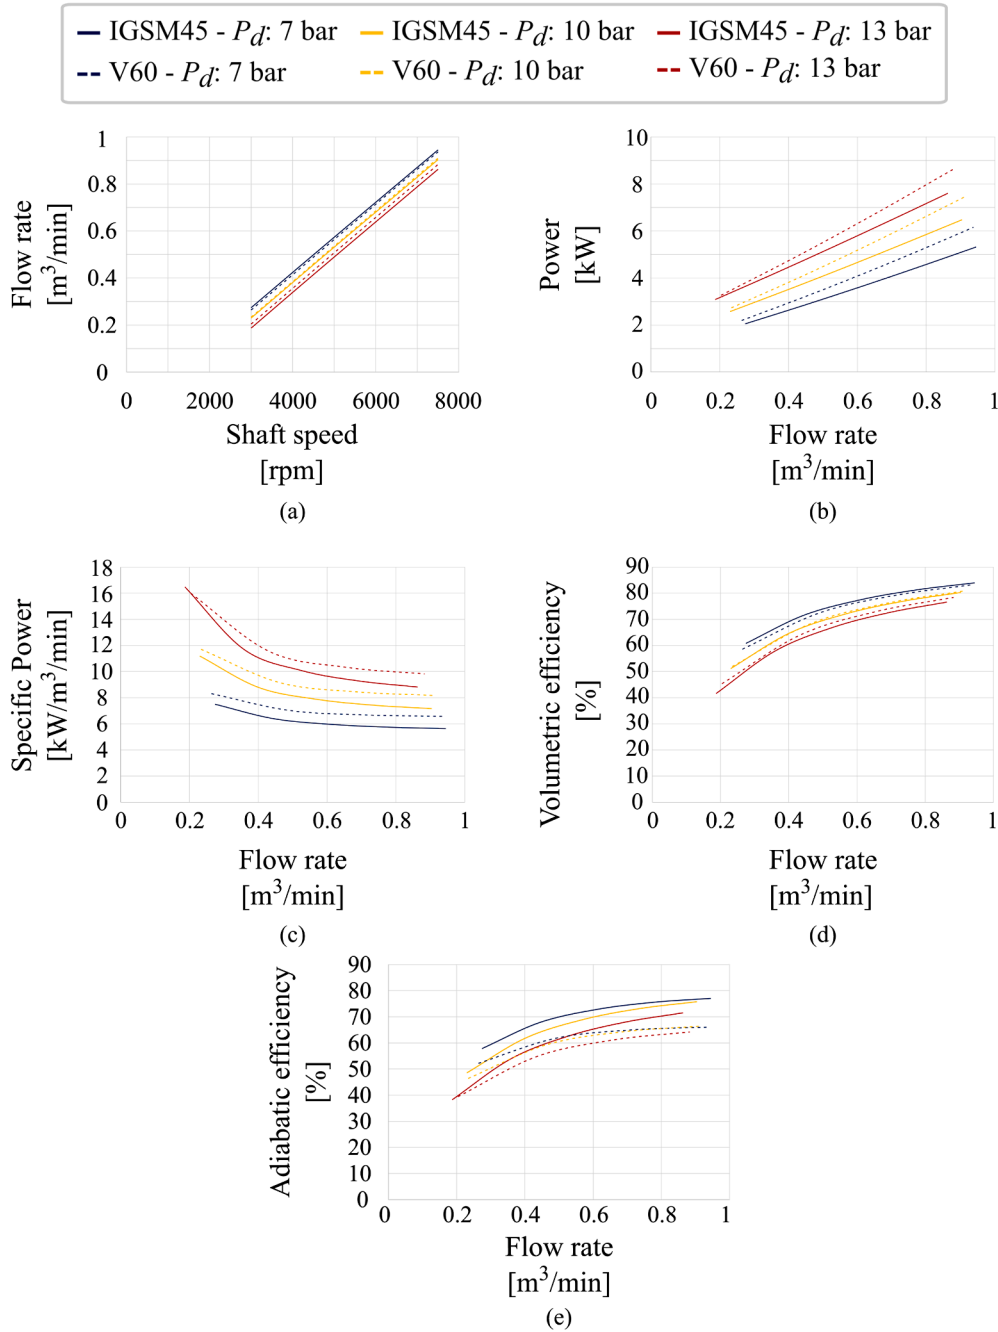 IGSM45 - Pd: 7 bar IGSM45 - Pd: 10 bar IGSM45 - Pd: 13 bar
V60 - Pd: 7 bar V60 - Pd: 10 bar V60 - Pd: 13 bar
Flow rate
[m³/min]
1
0.8
0.6
0.4
0.2
0
0 2000 4000 6000 8000
Shaft speed
[rpm]
(a)
Power
[kW]
10
8
6
4
2
0
0 0.2 0.4 0.6 0.8 1
Flow rate
[m³/min]
(b)
Specific Power
[kW/m³/min]
18
16
14
12
10
8
6
4
2
0
0 0.2 0.4 0.6 0.8 1
Flow rate
[m³/min]
(c)
Volumetric efficiency
[%]
90
80
70
60
50
40
30
20
10
0
0 0.2 0.4 0.6 0.8 1
Flow rate
[m³/min]
(d)
Adiabatic efficiency
[%]
90
80
70
60
50
40
30
20
10
0
0 0.2 0.4 0.6 0.8 1
Flow rate
[m³/min]
(e)